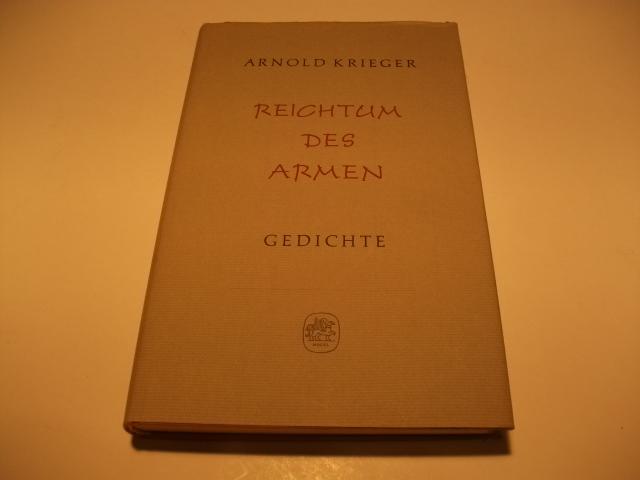 ARNOLD KRIEGER
REICHTUM
DES
ARMEN
GEDICHTE